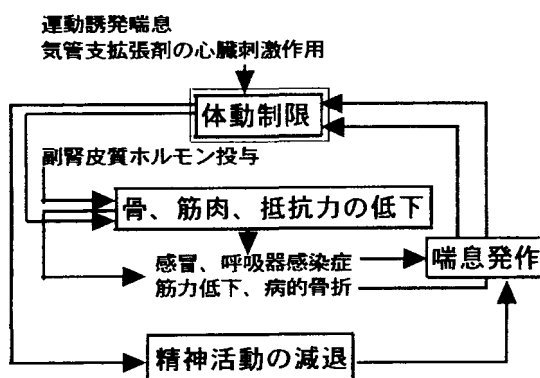 運動誘発喘息
気管支拡張剤の心臓刺激作用
体動制限
副腎皮質ホルモン投与
骨、筋肉、抵抗力の低下
感冒、呼吸器感染症
喘息発作
筋力低下、病的骨折
精神活動の減退